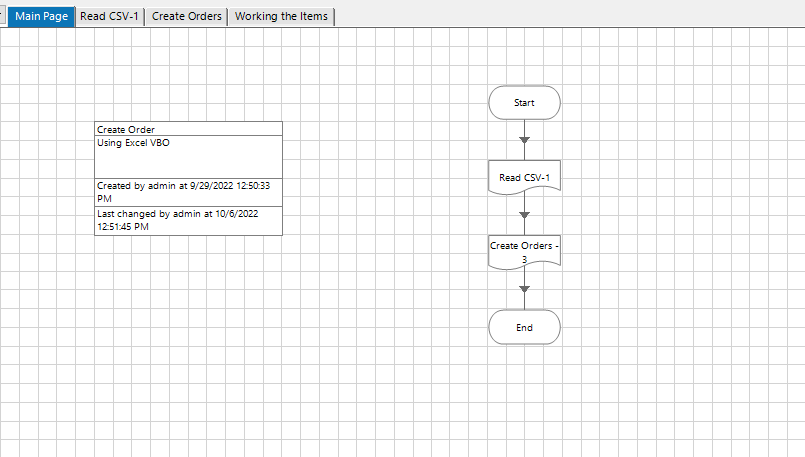 Main Page
Read CSV-1
Create Orders
Working the Items
Create Order
Using Excel VBO
Created by admin at 9/29/2022 12:50:33
PM
Last changed by admin at 10/6/2022
12:51:45 PM
Start
Read CSV-1
Create Orders -
3
End